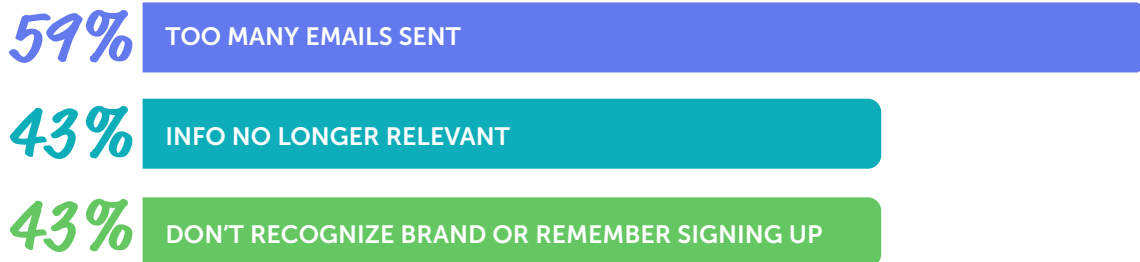 59% TOO MANY EMAILS SENT
43% INFO NO LONGER RELEVANT
43% DON'T RECOGNIZE BRAND OR REMEMBER SIGNING UP